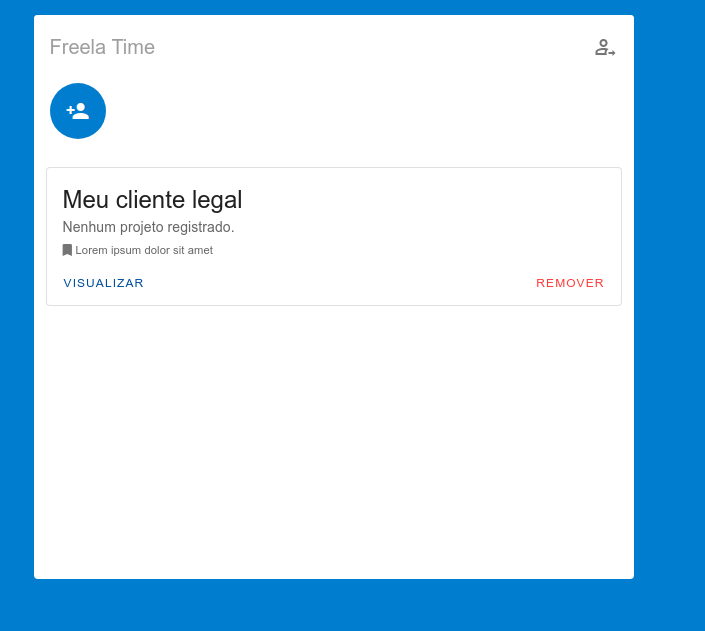 Freela Time
Meu cliente legal
Nenhum projeto registrado.
Lorem ipsum dolor sit amet
VISUALIZAR
REMOVER